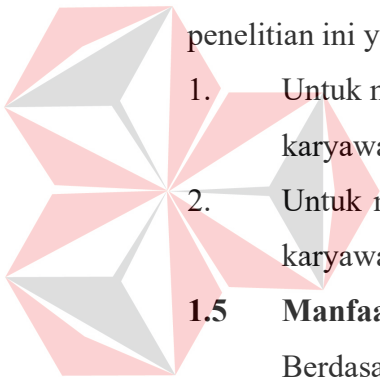 penelitian ini y
1. Untuk n
karyawa
2. Untuk n
karyawa
1.5 Manfaa
Berdasa